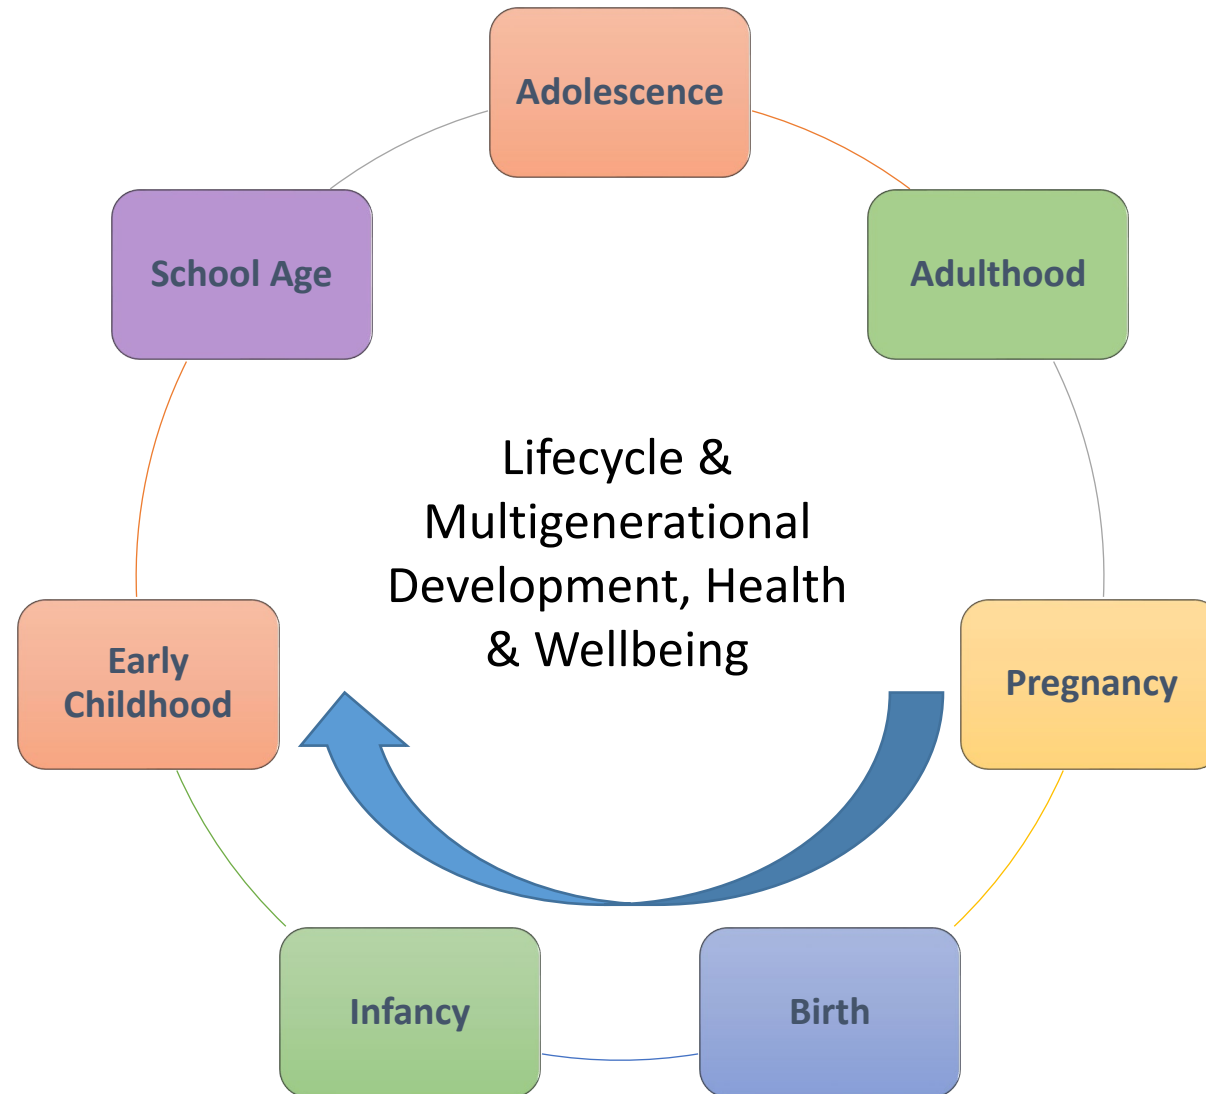 Adolescence
School Age
Adulthood
Lifecycle &
Multigenerational
Development, Health
& Wellbeing
Early
Childhood
Pregnancy
Infancy
Birth